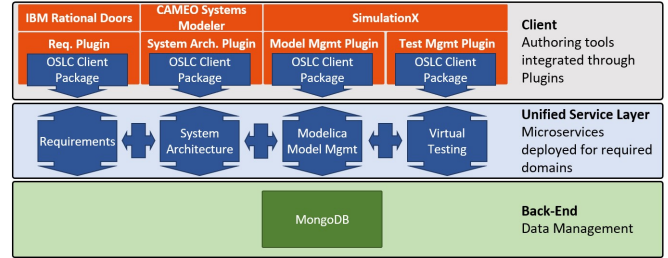 IBM Rational Doors
CAMEO Systems
Modeler
SimulationX
Req. Plugin
System Arch. Plugin
Model Mgmt Plugin
Test Mgmt Plugin
OSLC Client
Package
OSLC Client
Package
OSLC Client
Package
OSLC Client
Package
Client
Authoring tools
integrated through
Plugins
Requirements
System
Architecture
Modelica
Model Mgmt
Virtual
Testing
Unified Service Layer
Microservices
deployed for required
domains
MongoDB
Back-End
Data Management